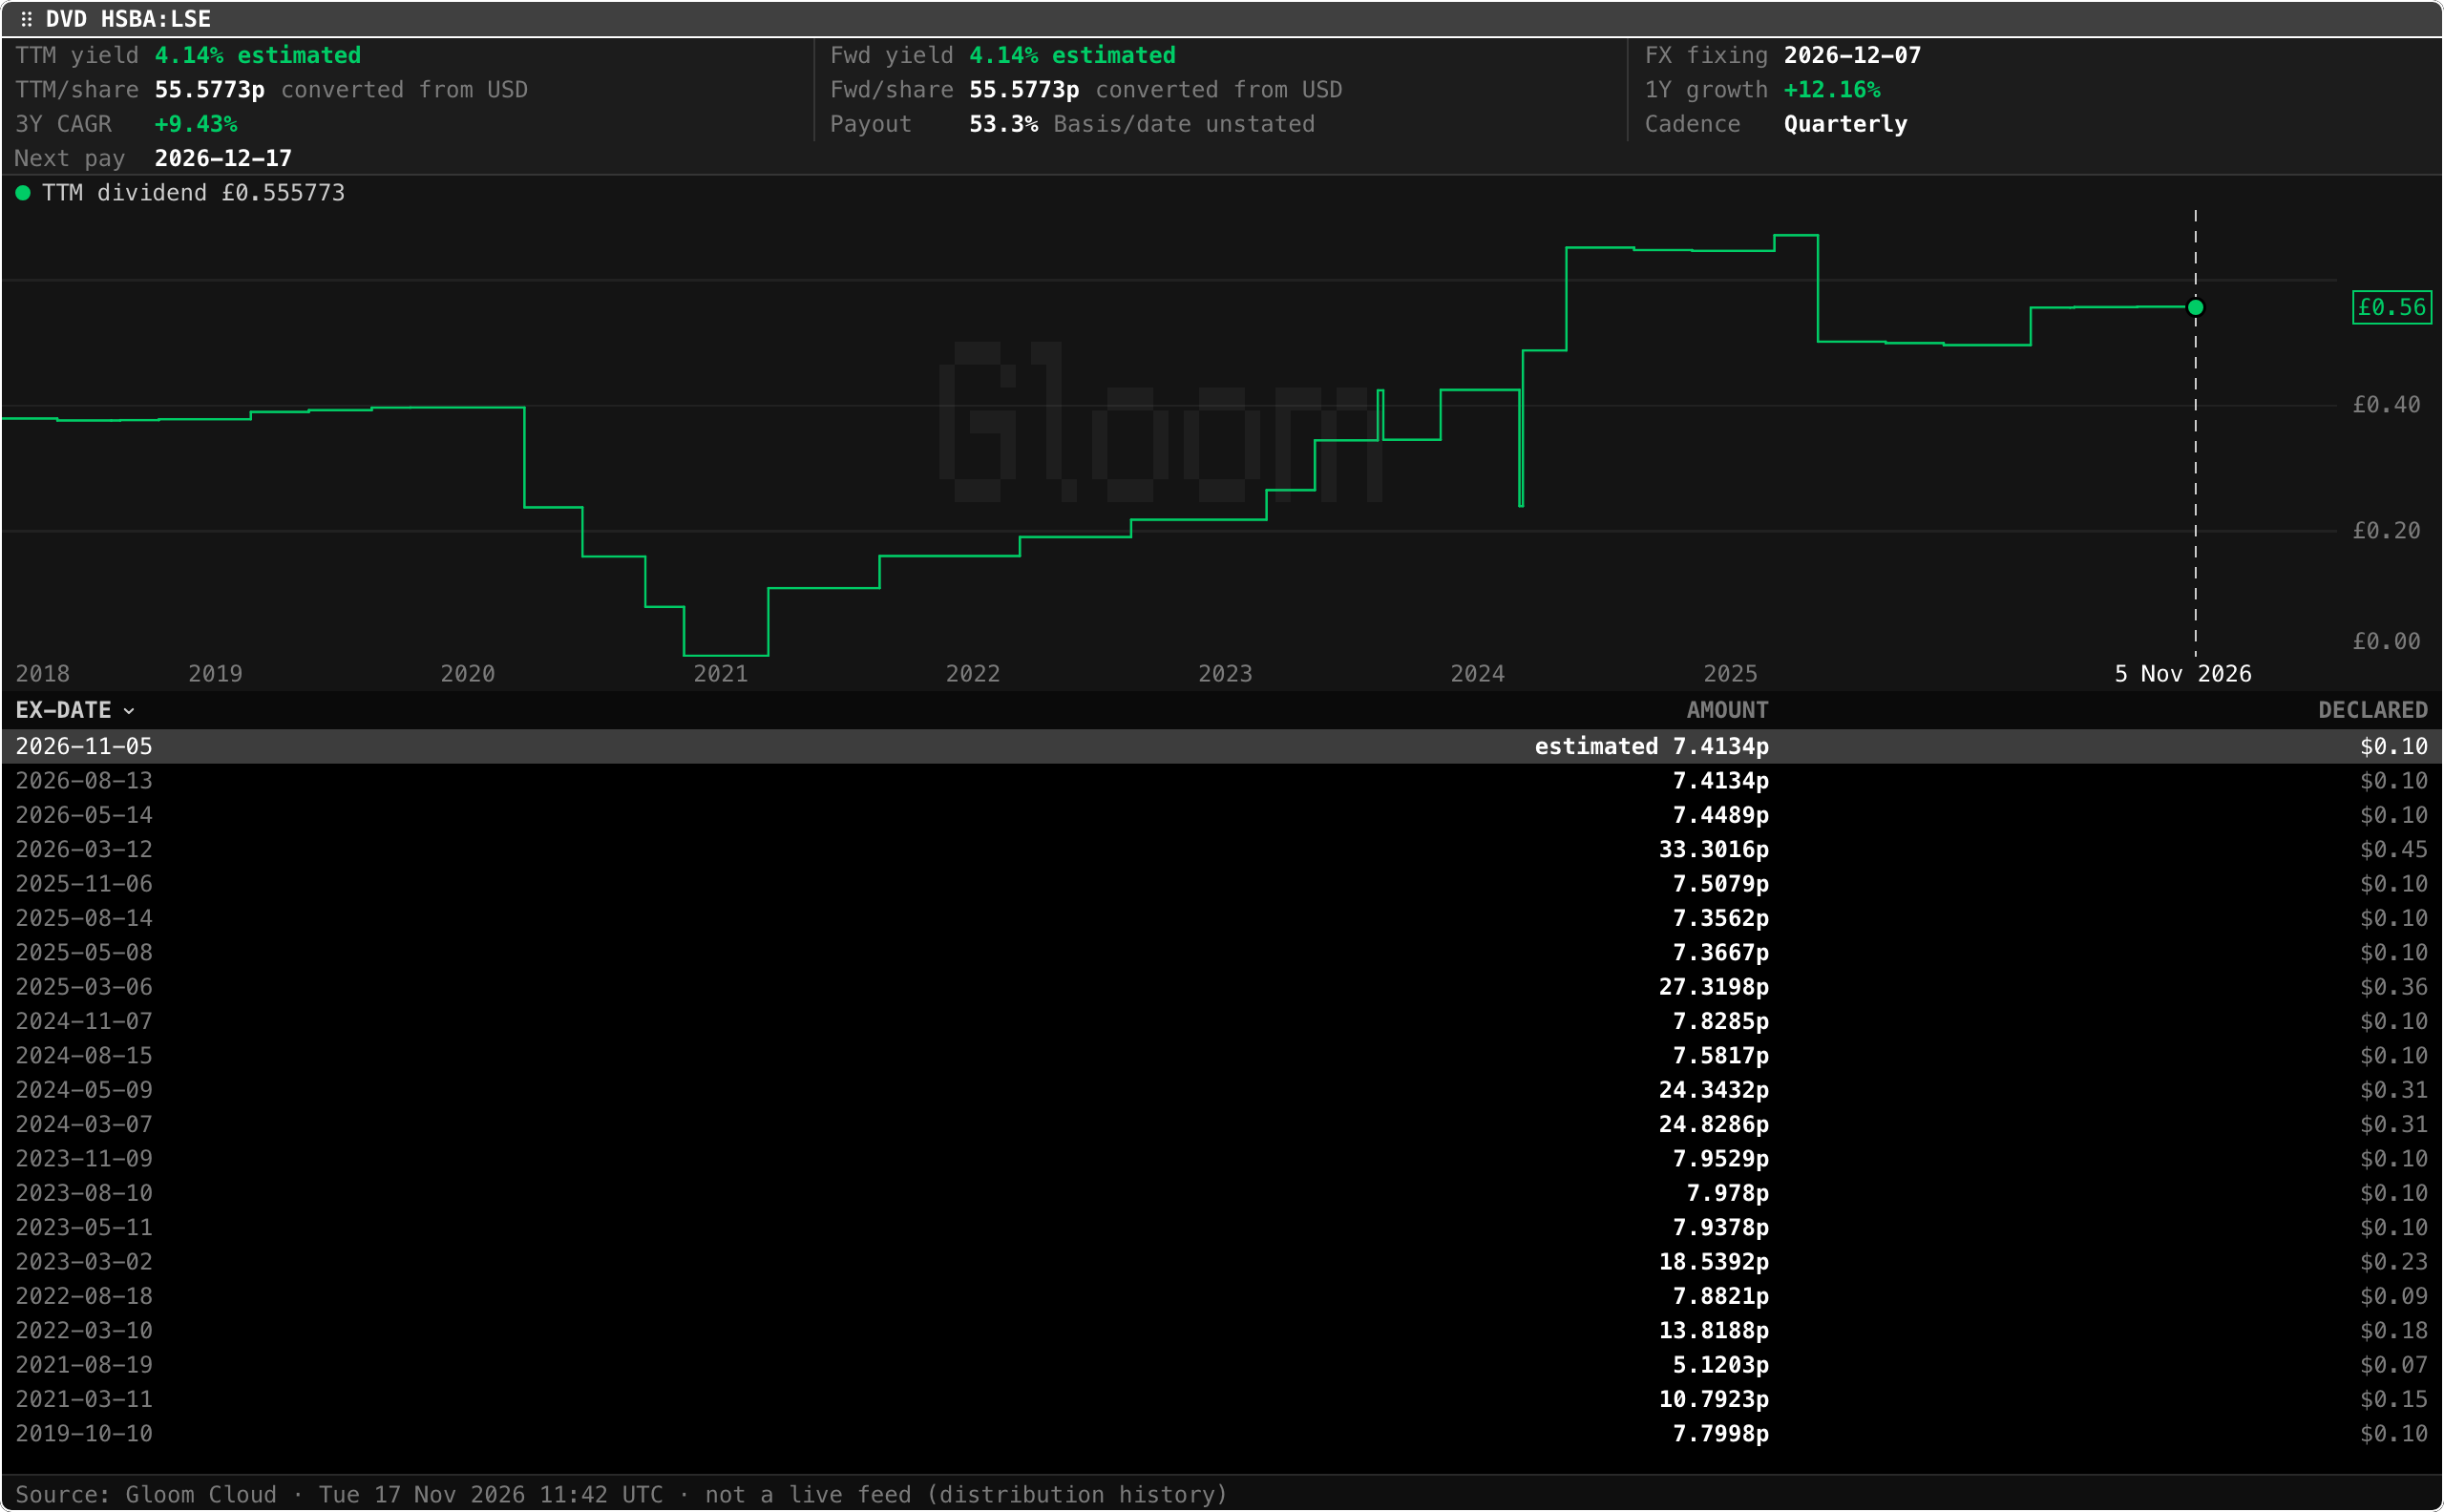 ⠿ DVD HSBA:LSE
TTM yield 4.14% estimated
Fwd yield 4.14% estimated
FX fixing 2026-12-07
TTM/share 55.5773p converted from USD
Fwd/share 55.5773p converted from USD
1Y growth +12.16%
3Y CAGR +9.43%
Payout 53.3% Basis/date unstated
Cadence Quarterly
Next pay 2026-12-17
TTM dividend £0.555773
Gloom
£0.56
£0.40
£0.20
£0.00
2018 2019 2020 2021 2022 2023 2024 2025 5 Nov 2026
EX-DATE AMOUNT DECLARED
2026-11-05 estimated 7.4134p $0.10
2026-08-13 7.4134p $0.10
2026-05-14 7.4489p $0.10
2026-03-12 33.3016p $0.45
2025-11-06 7.5079p $0.10
2025-08-14 7.3562p $0.10
2025-05-08 7.3667p $0.10
2025-03-06 27.3198p $0.36
2024-11-07 7.8285p $0.10
2024-08-15 7.5817p $0.10
2024-05-09 24.3432p $0.31
2024-03-07 24.8286p $0.31
2023-11-09 7.9529p $0.10
2023-08-10 7.978p $0.10
2023-05-11 7.9378p $0.10
2023-03-02 18.5392p $0.23
2022-08-18 7.8821p $0.09
2022-03-10 13.8188p $0.18
2021-08-19 5.1203p $0.07
2021-03-11 10.7923p $0.15
2019-10-10 7.7998p $0.10
Source: Gloom Cloud · Tue 17 Nov 2026 11:42 UTC · not a live feed (distribution history)